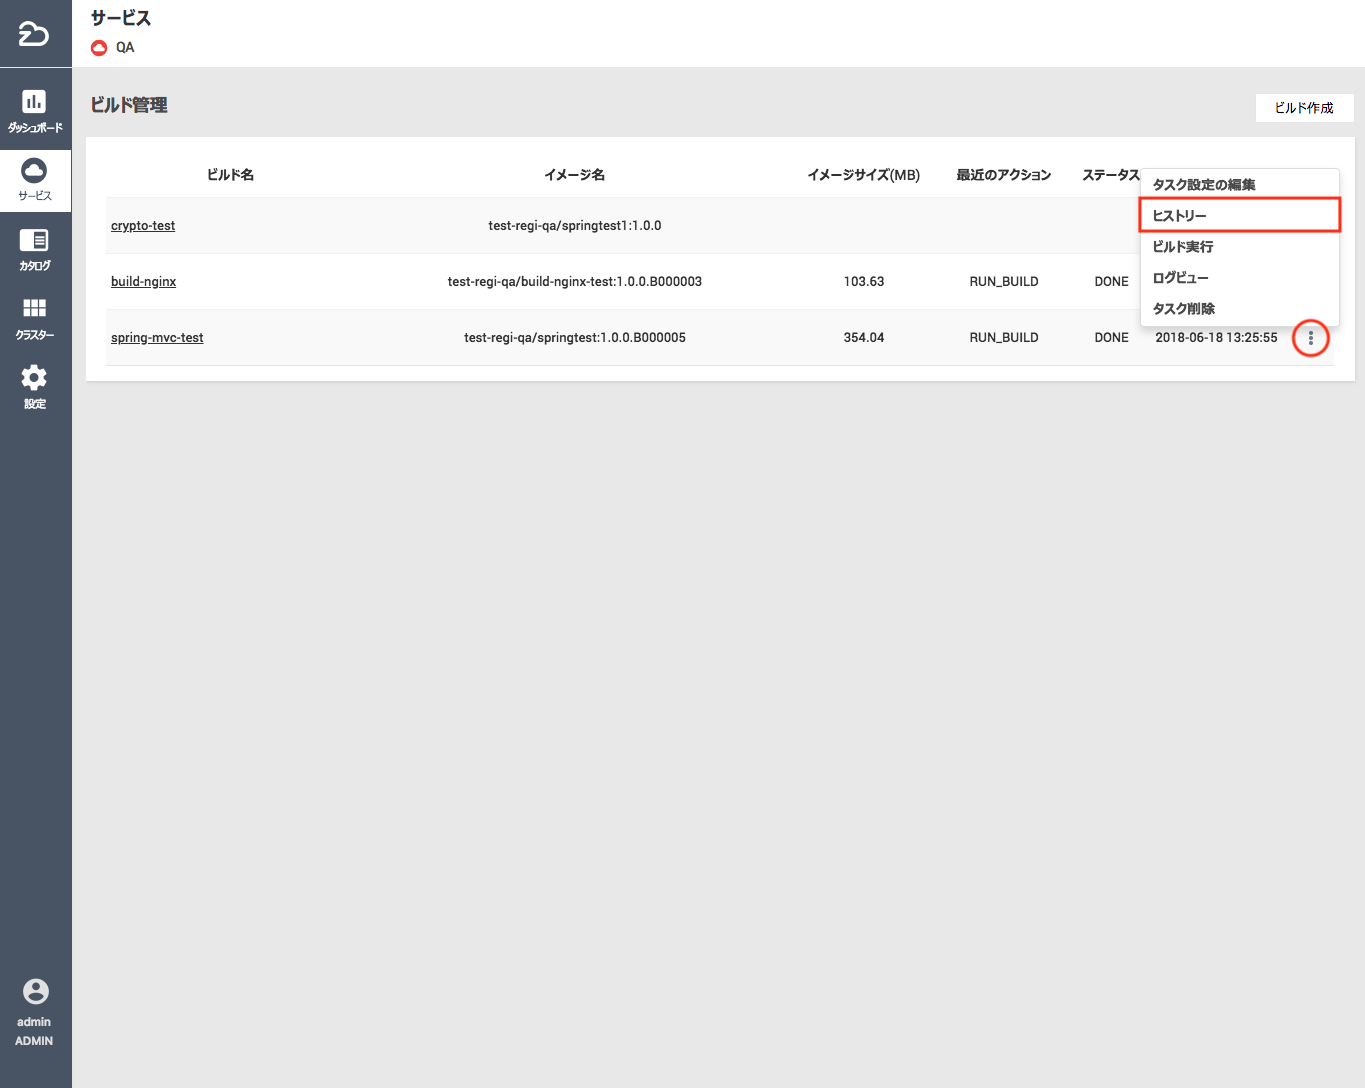 サービス
QA
ダッシュボード
サービス
カタログ
クラスター
設定
admin
ADMIN
ビルド管理
ビルド作成
ビルド名 イメージ名 イメージサイズ(MB) 最近のアクション ステータス
crypto-test test-regi-qa/springtest1:1.0.0
build-nginx test-regi-qa/build-nginx-test:1.0.0.B000003 103.63 RUN_BUILD DONE
spring-mvc-test test-regi-qa/springtest:1.0.0.B000005 354.04 RUN_BUILD DONE 2018-06-18 13:25:55
タスク設定の編集
ヒストリー
ビルド実行
ログビュー
タスク削除